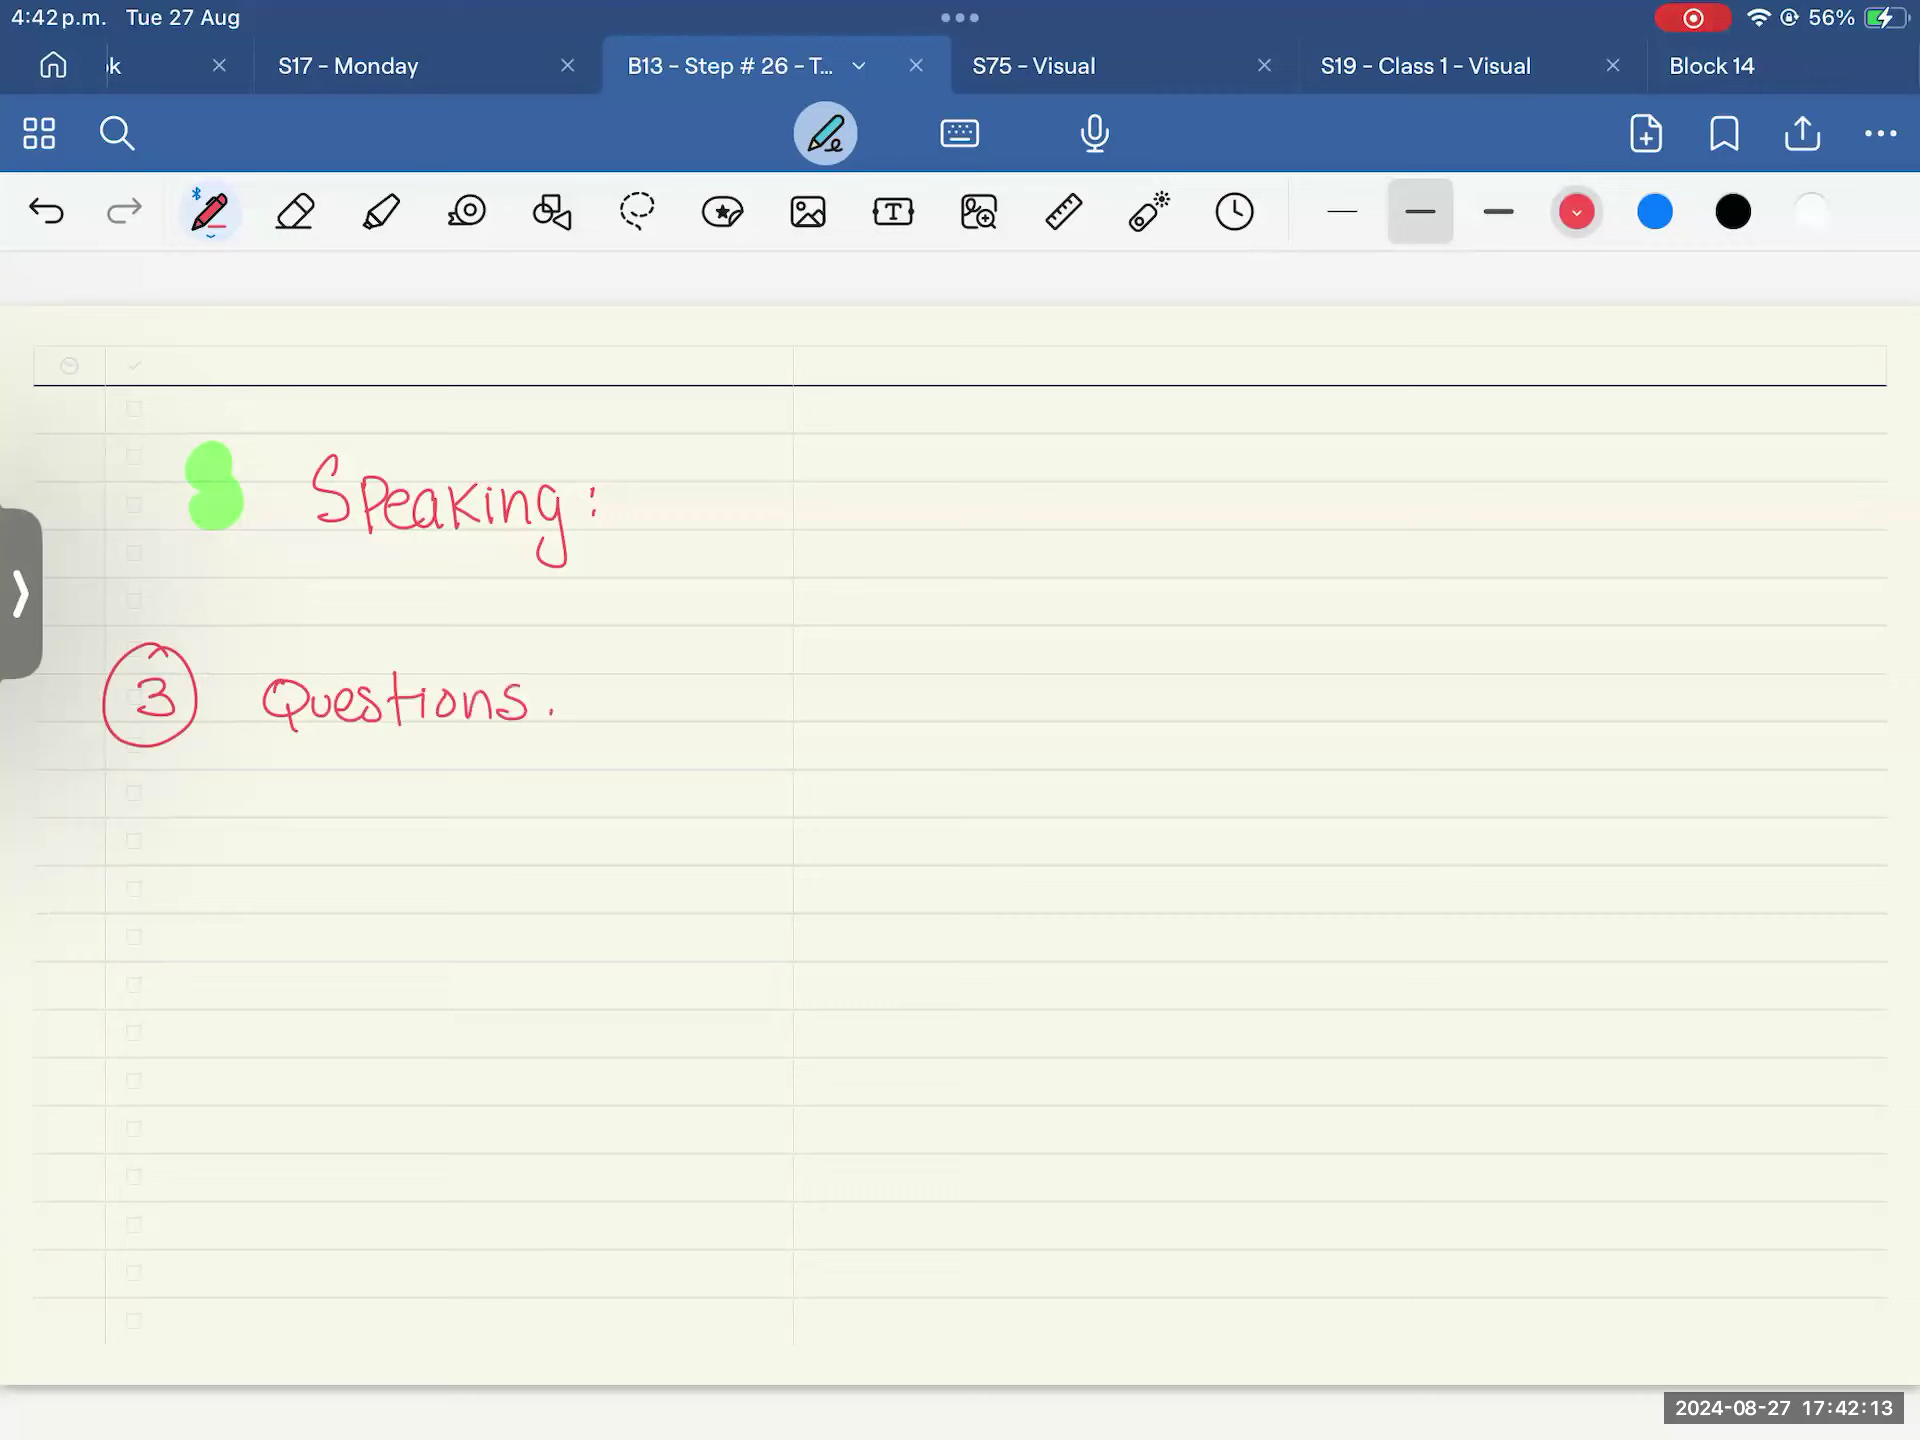 4:42 p.m. Tue 27 Aug
56%
k
S17 – Monday
B13 – Step # 26 – T...
S75 – Visual
S19 – Class 1 – Visual
Block 14
Speaking:
3 Questions.
2024-08-27 17:42:13